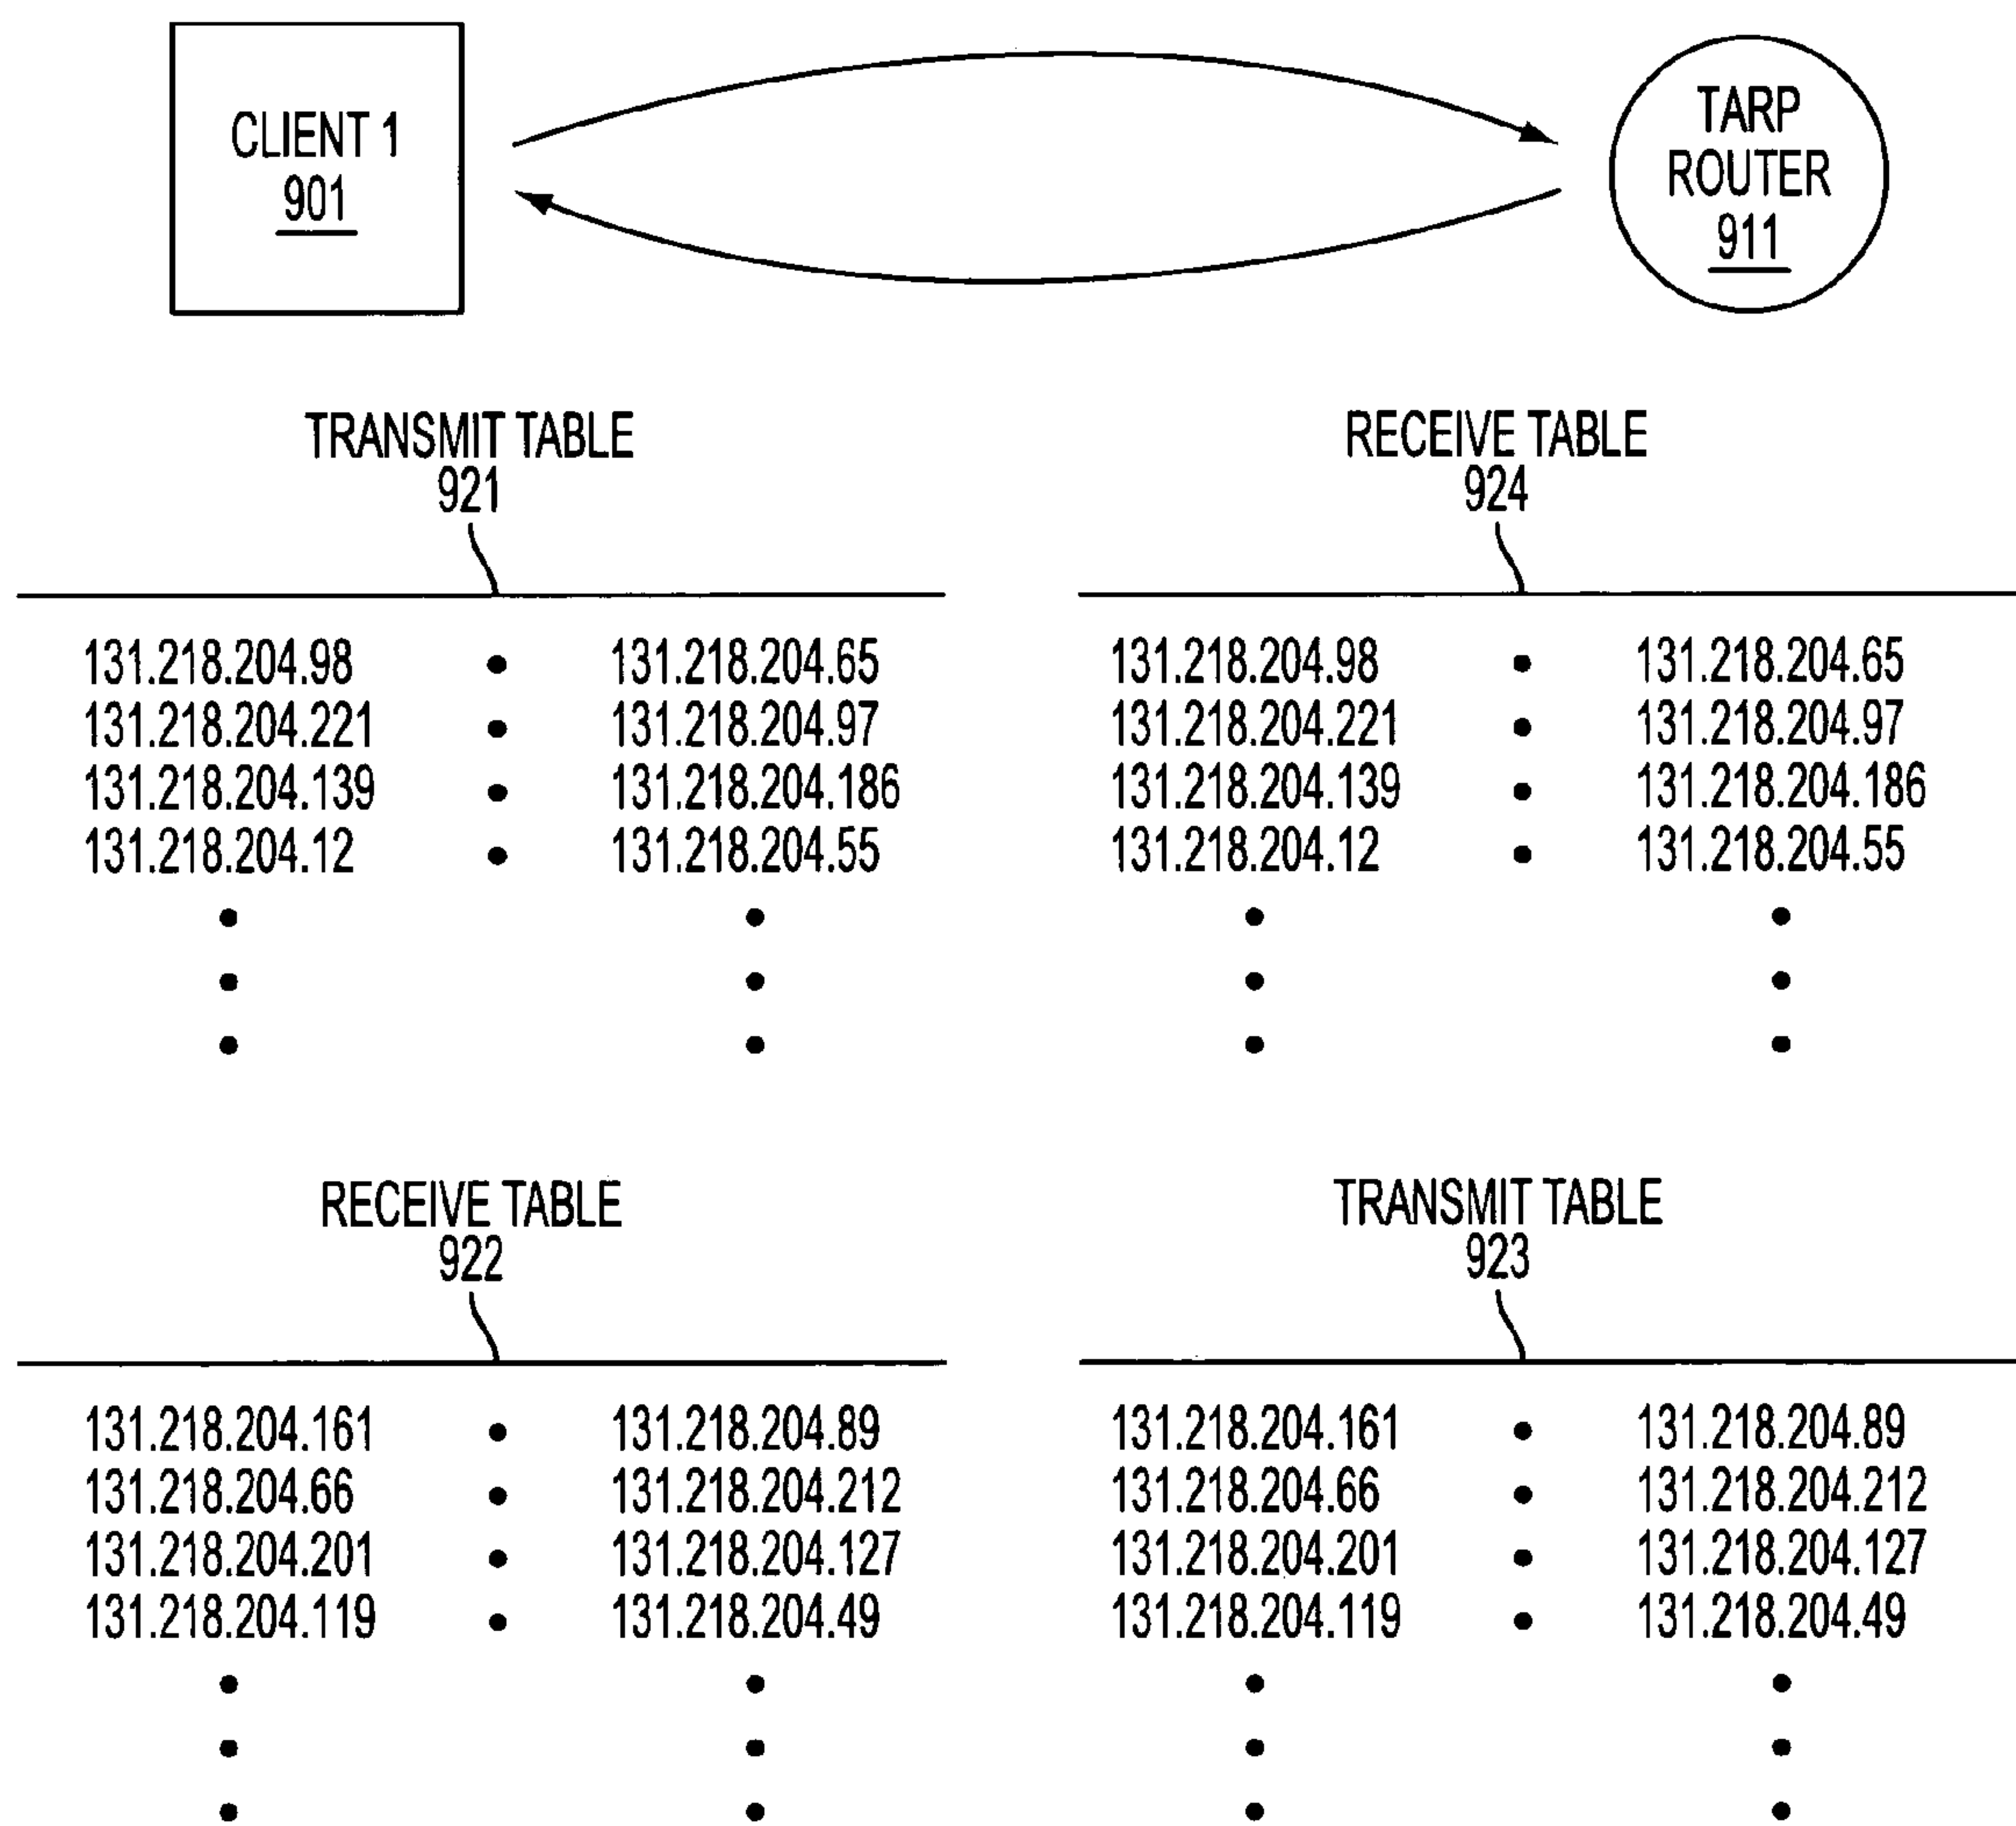 CLIENT 1
901
TARP
ROUTER
911
TRANSMIT TABLE
921
RECEIVE TABLE
924
131.218.204.98 • 131.218.204.65 131.218.204.98 • 131.218.204.65
131.218.204.221 • 131.218.204.97 131.218.204.221 • 131.218.204.97
131.218.204.139 • 131.218.204.186 131.218.204.139 • 131.218.204.186
131.218.204.12 • 131.218.204.55 131.218.204.12 • 131.218.204.55
RECEIVE TABLE
922
TRANSMIT TABLE
923
131.218.204.161 • 131.218.204.89 131.218.204.161 • 131.218.204.89
131.218.204.66 • 131.218.204.212 131.218.204.66 • 131.218.204.212
131.218.204.201 • 131.218.204.127 131.218.204.201 • 131.218.204.127
131.218.204.119 • 131.218.204.49 131.218.204.119 • 131.218.204.49